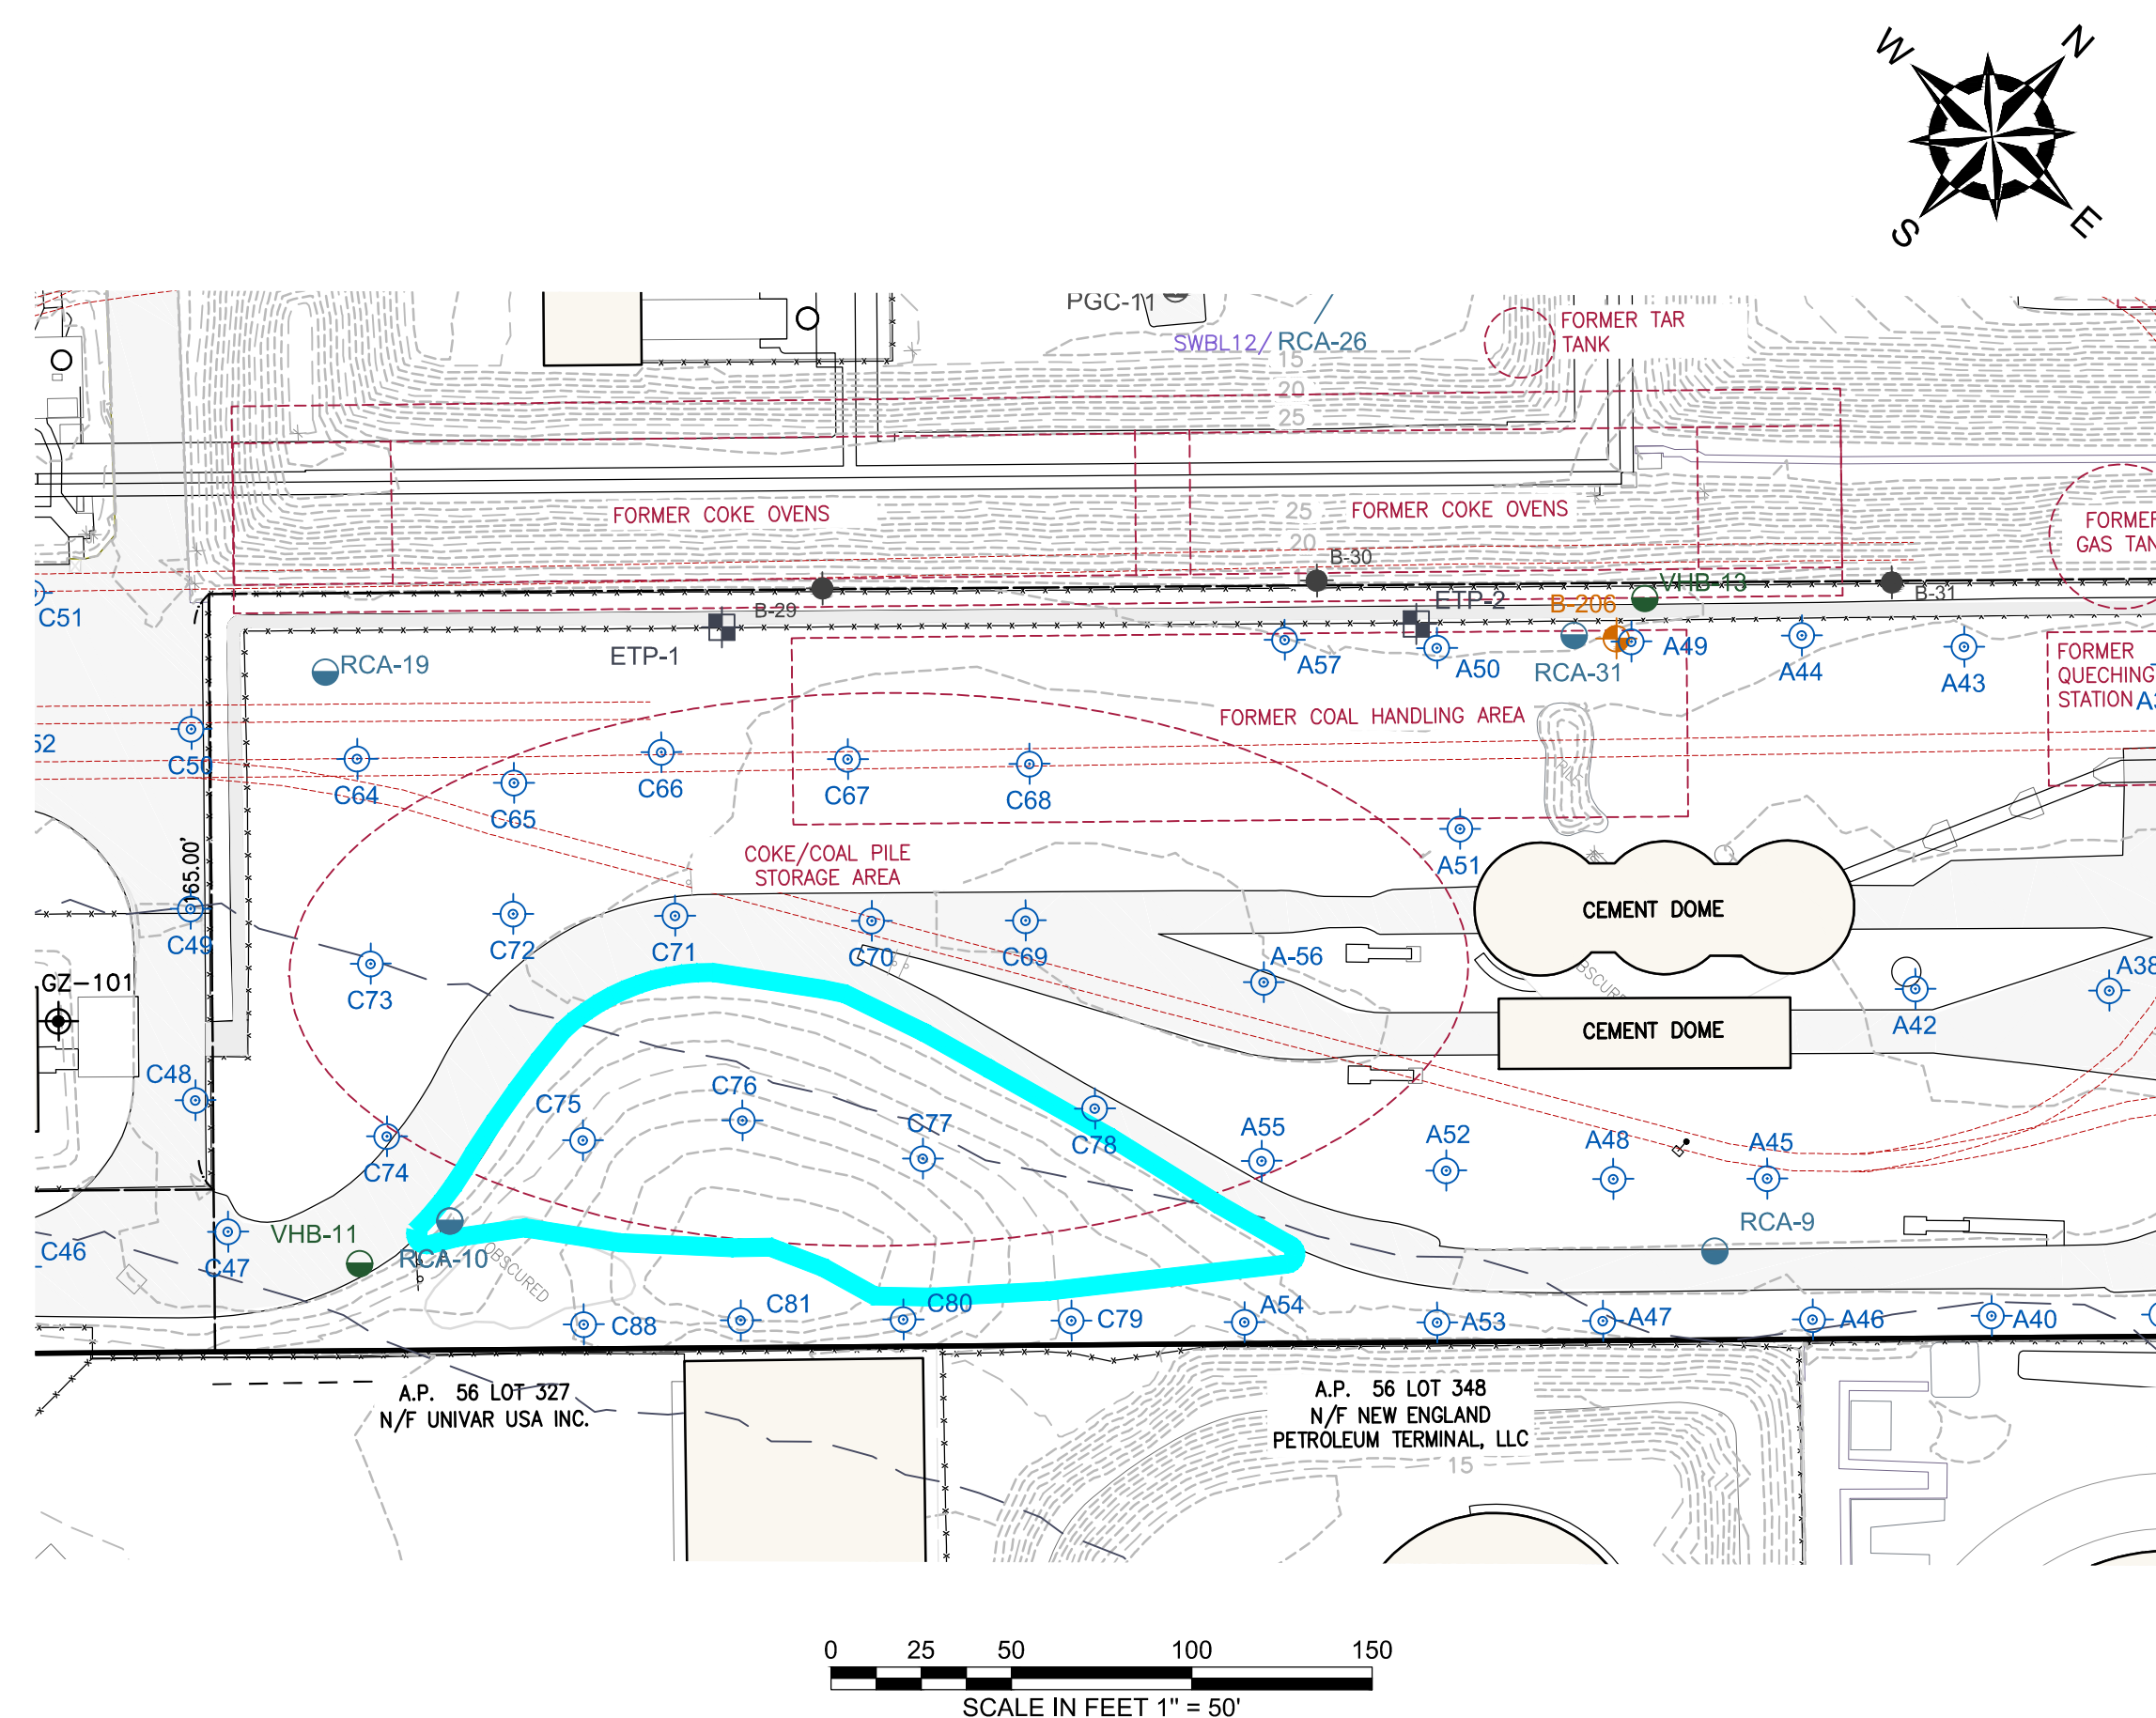 W
N
S
E
PGC-11
SWBL12/ RCA-26
FORMER TAR
TANK
15
20
25
FORMER COKE OVENS
25
FORMER COKE OVENS
20
FORMER
GAS TAN
B-30
VHB-13
B-31
B-29
ETP-2
B-206
C51
ETP-1
RCA-19
A57
A50
RCA-31
A49
A44
A43
FORMER
QUECHING
STATION
FORMER COAL HANDLING AREA
52
C50
C64
C65
C66
C67
C68
A51
165.00'
COKE/COAL PILE
STORAGE AREA
CEMENT DOME
C49
C73
C72
C71
C70
C69
A-56
OBSCURED
A38
GZ-101
CEMENT DOME
A42
C48
C75
C76
C77
C78
A55
A52
A48
A45
C74
RCA-9
VHB-11
RCA-10
C46
C47
OBSCURED
C88
C81
C80
C79
A54
A53
A47
A46
A40
A.P. 56 LOT 327
N/F UNIVAR USA INC.
A.P. 56 LOT 348
N/F NEW ENGLAND
PETROLEUM TERMINAL, LLC
15
0 25 50 100 150
SCALE IN FEET 1" = 50'